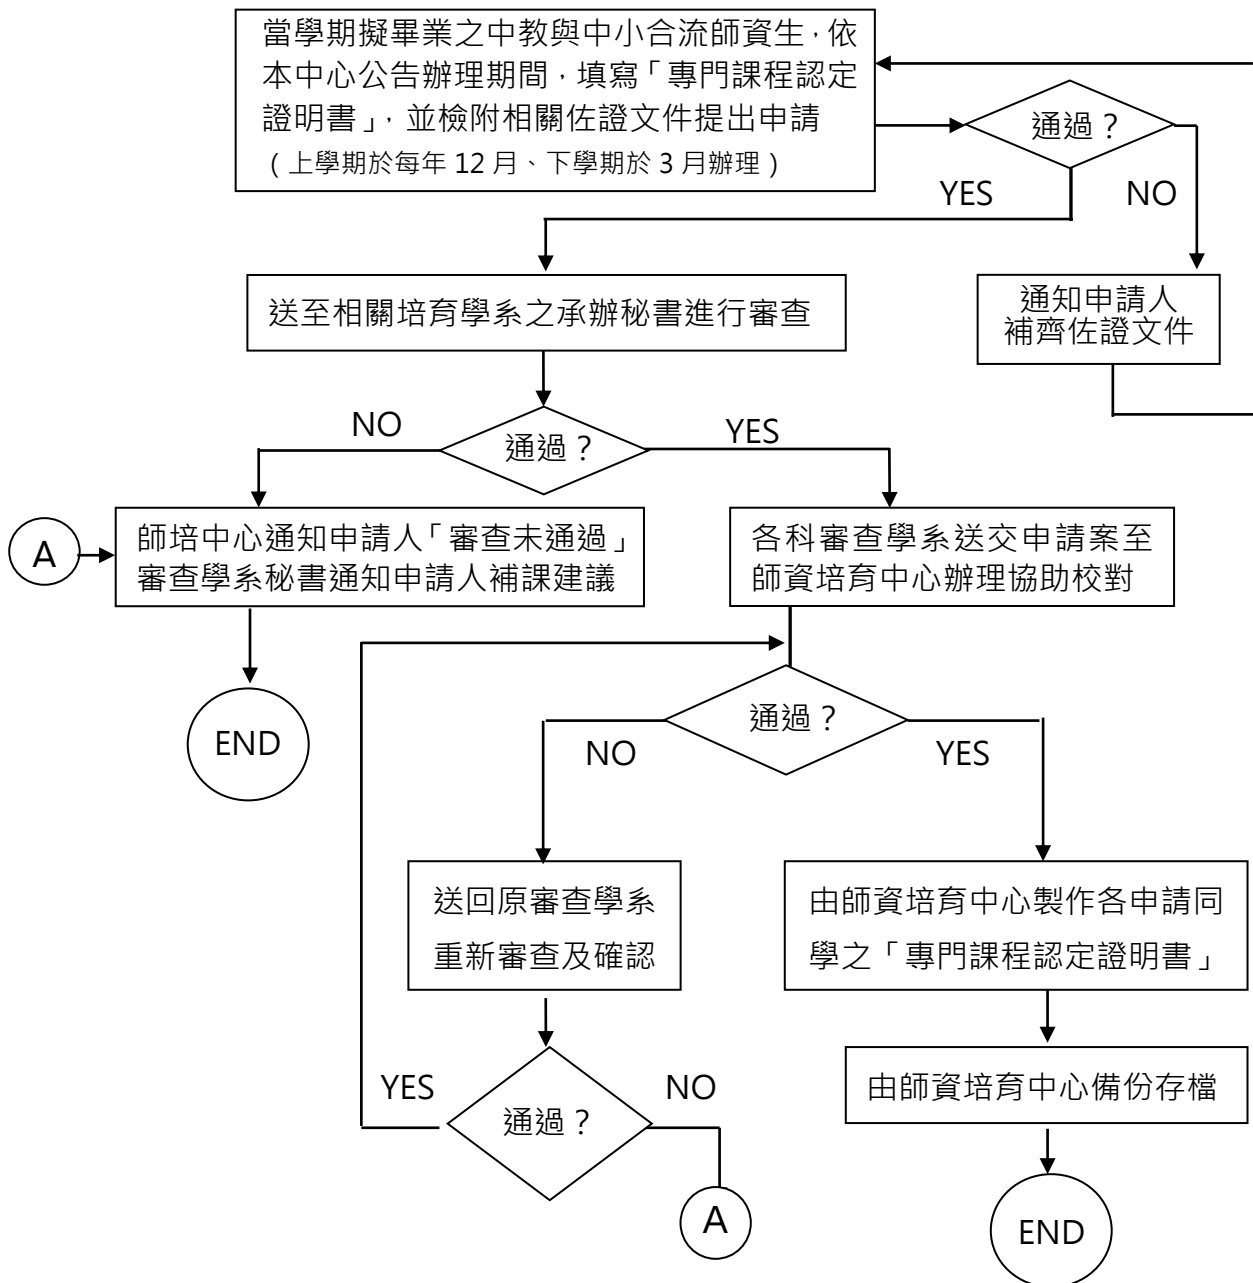 當學期擬畢業之中教與中小合流師資生，依
本中心公告辦理期間，填寫「專門課程認定
證明書」，並檢附相關佐證文件提出申請
（上學期於每年 12 月、下學期於 3 月辦理）
通過？
YES
NO
送至相關培育學系之承辦秘書進行審查
通知申請人
補齊佐證文件
NO
通過？
YES
A
師培中心通知申請人「審查未通過」
審查學系秘書通知申請人補課建議
各科審查學系送交申請案至
師資培育中心辦理協助校對
END
通過？
NO
YES
送回原審查學系
重新審查及確認
由師資培育中心製作各申請同
學之「專門課程認定證明書」
YES
通過？
NO
由師資培育中心備份存檔
A
END